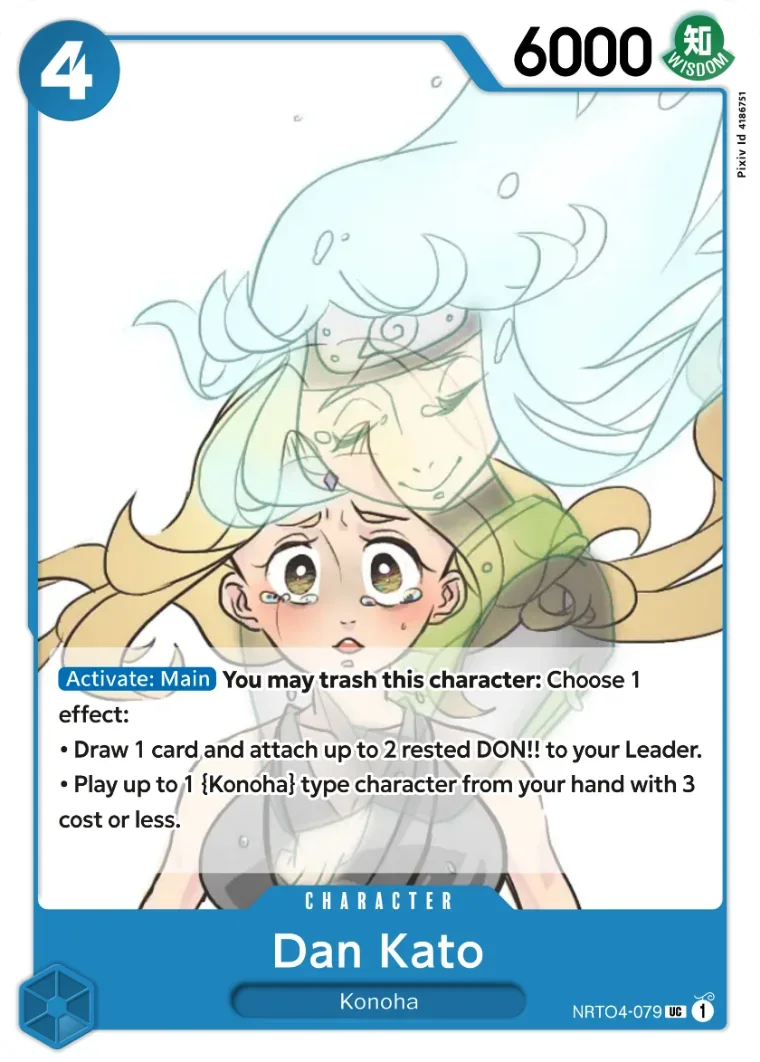 4
6000
知
WISDOM
Pixiv Id 4186751
Activate: Main You may trash this character: Choose 1
effect:
• Draw 1 card and attach up to 2 rested DON!! to your Leader.
• Play up to 1 {Konoha} type character from your hand with 3
cost or less.
CHARACTER
Dan Kato
Konoha
NRTO4-079 UC 1